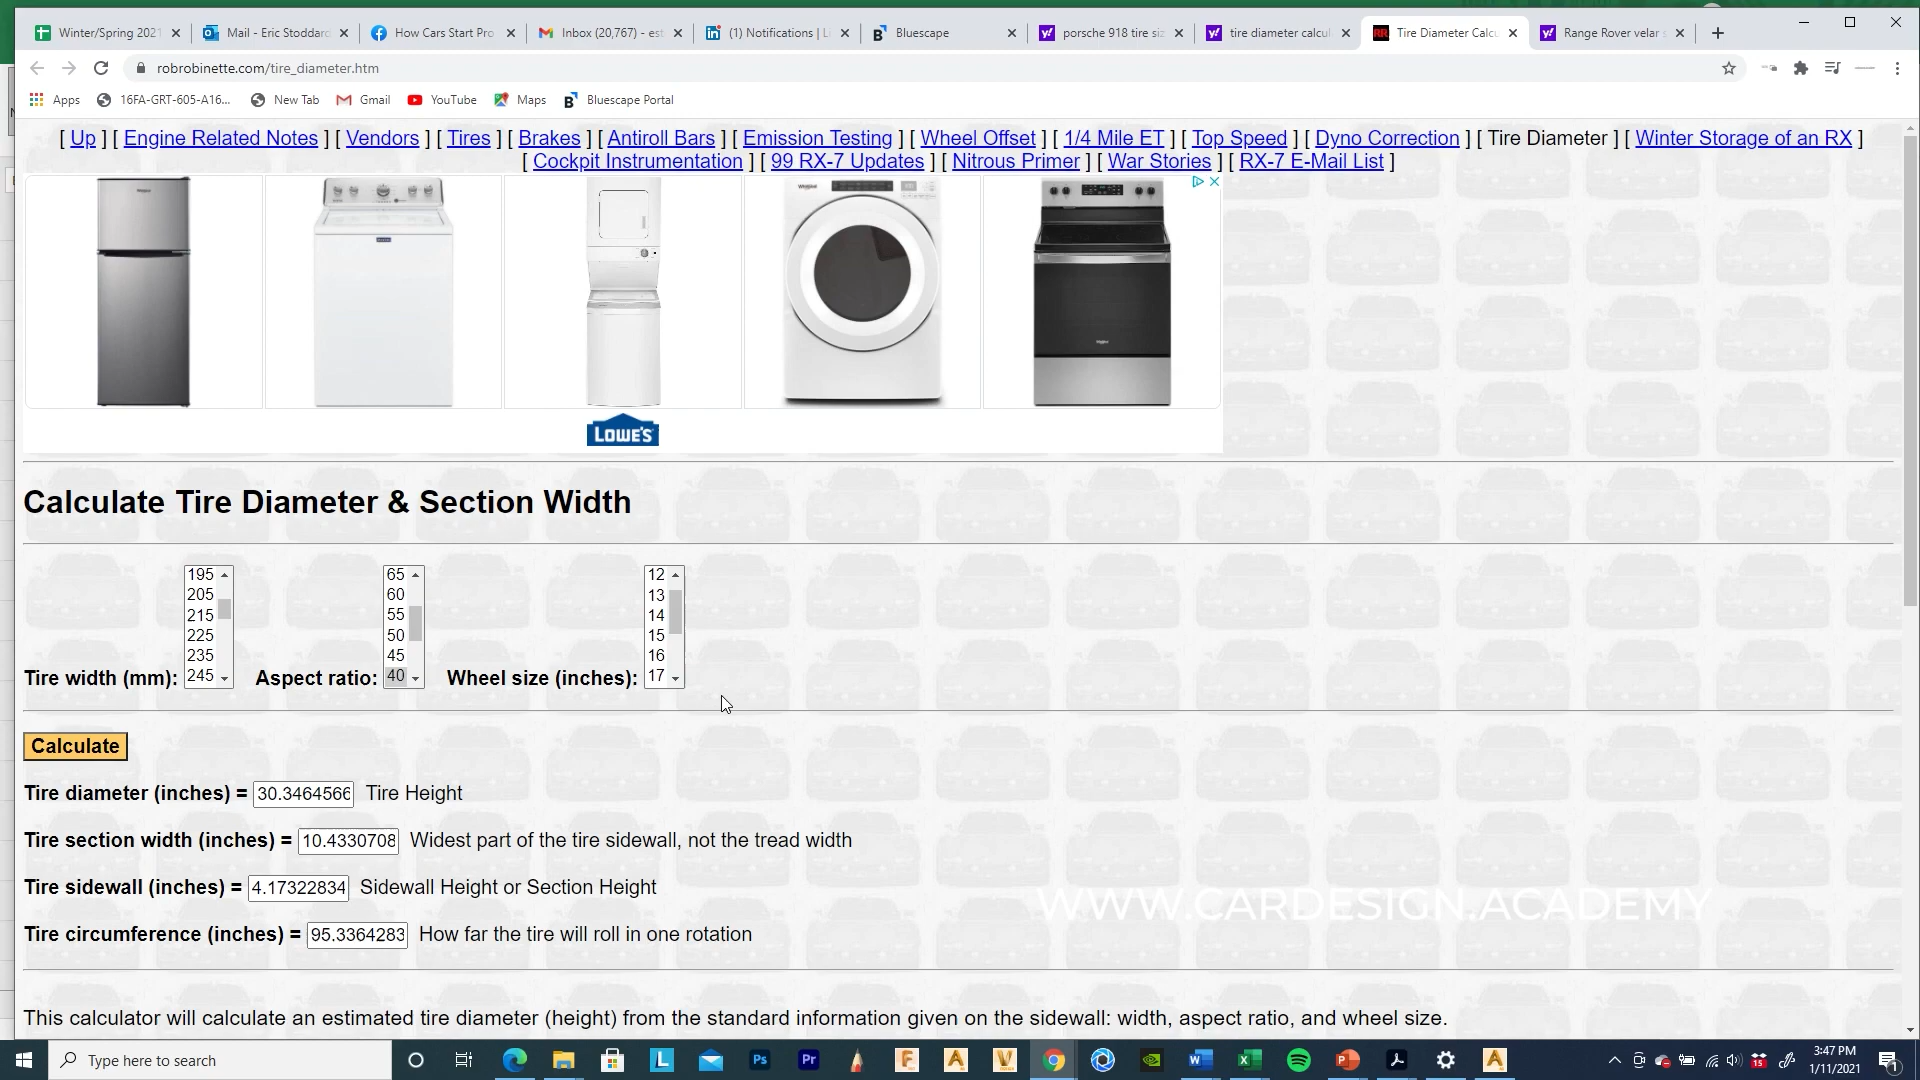 Winter/Spring 2021
Mail - Eric Stoddard
How Cars Start Pro
Inbox (20,767) - est
(1) Notifications | Li
Bluescape
porsche 918 tire siz
tire diameter calcul
Tire Diameter Calcu
Range Rover velar s
robrobinette.com/tire_diameter.htm
Apps
16FA-GRT-605-A16...
New Tab
Gmail
YouTube
Maps
Bluescape Portal
[ Up ] [ Engine Related Notes ] [ Vendors ] [ Tires ] [ Brakes ] [ Antiroll Bars ] [ Emission Testing ] [ Wheel Offset ] [ 1/4 Mile ET ] [ Top Speed ] [ Dyno Correction ] [ Tire Diameter ] [ Winter Storage of an RX ]
[ Cockpit Instrumentation ] [ 99 RX-7 Updates ] [ Nitrous Primer ] [ War Stories ] [ RX-7 E-Mail List ]
LOWE'S
Calculate Tire Diameter & Section Width
195
205
215
225
235
Tire width (mm): 245
65
60
55
50
45
Aspect ratio: 40
12
13
14
15
16
Wheel size (inches): 17
Calculate
Tire diameter (inches) = 30.3464566 Tire Height
Tire section width (inches) = 10.4330708 Widest part of the tire sidewall, not the tread width
Tire sidewall (inches) = 4.17322834 Sidewall Height or Section Height
WWW.CARDESIGN.ACADEMY
Tire circumference (inches) = 95.3364283 How far the tire will roll in one rotation
This calculator will calculate an estimated tire diameter (height) from the standard information given on the sidewall: width, aspect ratio, and wheel size.
Type here to search
3:47 PM
1/11/2021